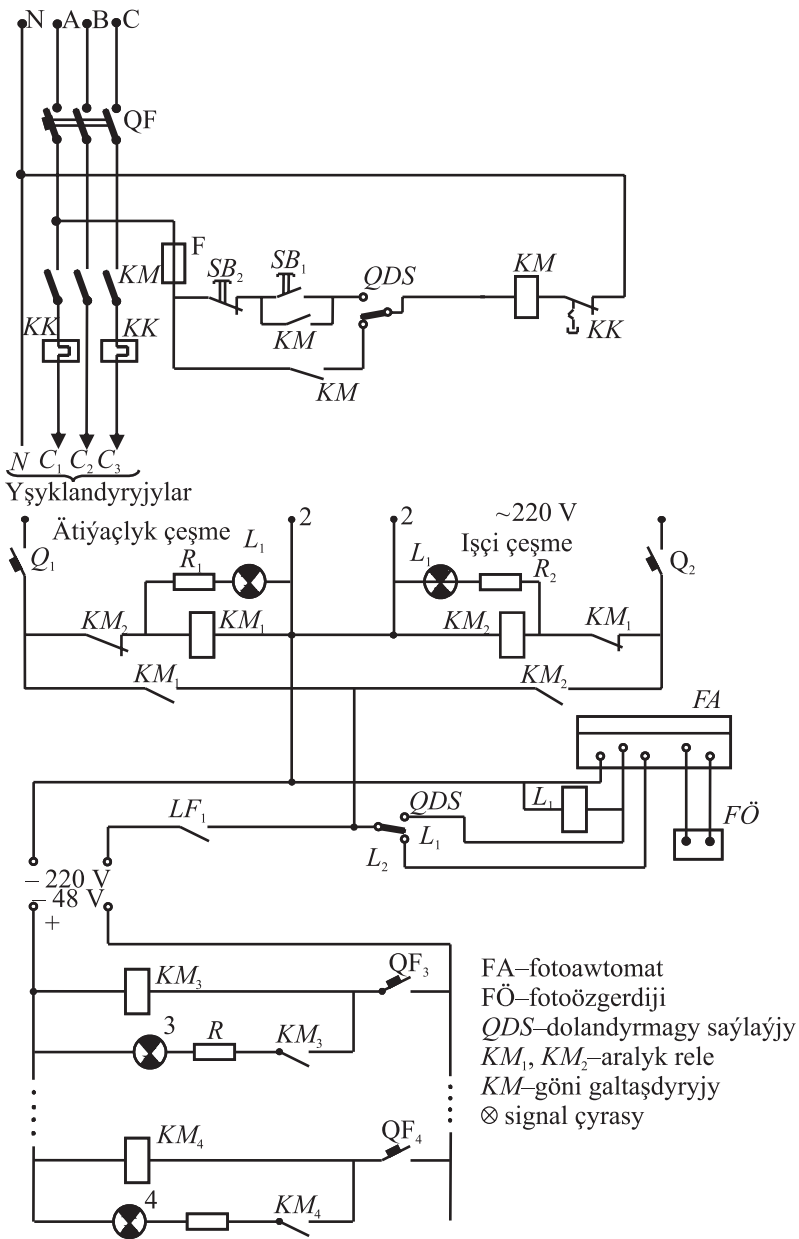 N A B C
QF
F
KM
SB₂
SB₁
QDS
KM
KK
KK
KM
KK
KM
N C₁ C₂ C₃
Yşyklandyryjylar
Ätiýaçlyk çeşme
2
2
~220 V
Işçi çeşme
Q₁
R₁
L₁
L₁
R₂
Q₂
KM₂
KM₁
KM₂
KM₁
KM₁
KM₂
FA
LF₁
QDS
L₁
FÖ
L₁
L₂
– 220 V
– 48 V
+
KM₃
QF₃
3
R
KM₃
KM₄
QF₄
4
KM₄
FA–fotoawtomat
FÖ–fotoözgerdiji
QDS–dolandyrmagy saýlaýjy
KM₁, KM₂–aralyk rele
KM–göni galtaşdyryjy
⊗ signal çyrasy